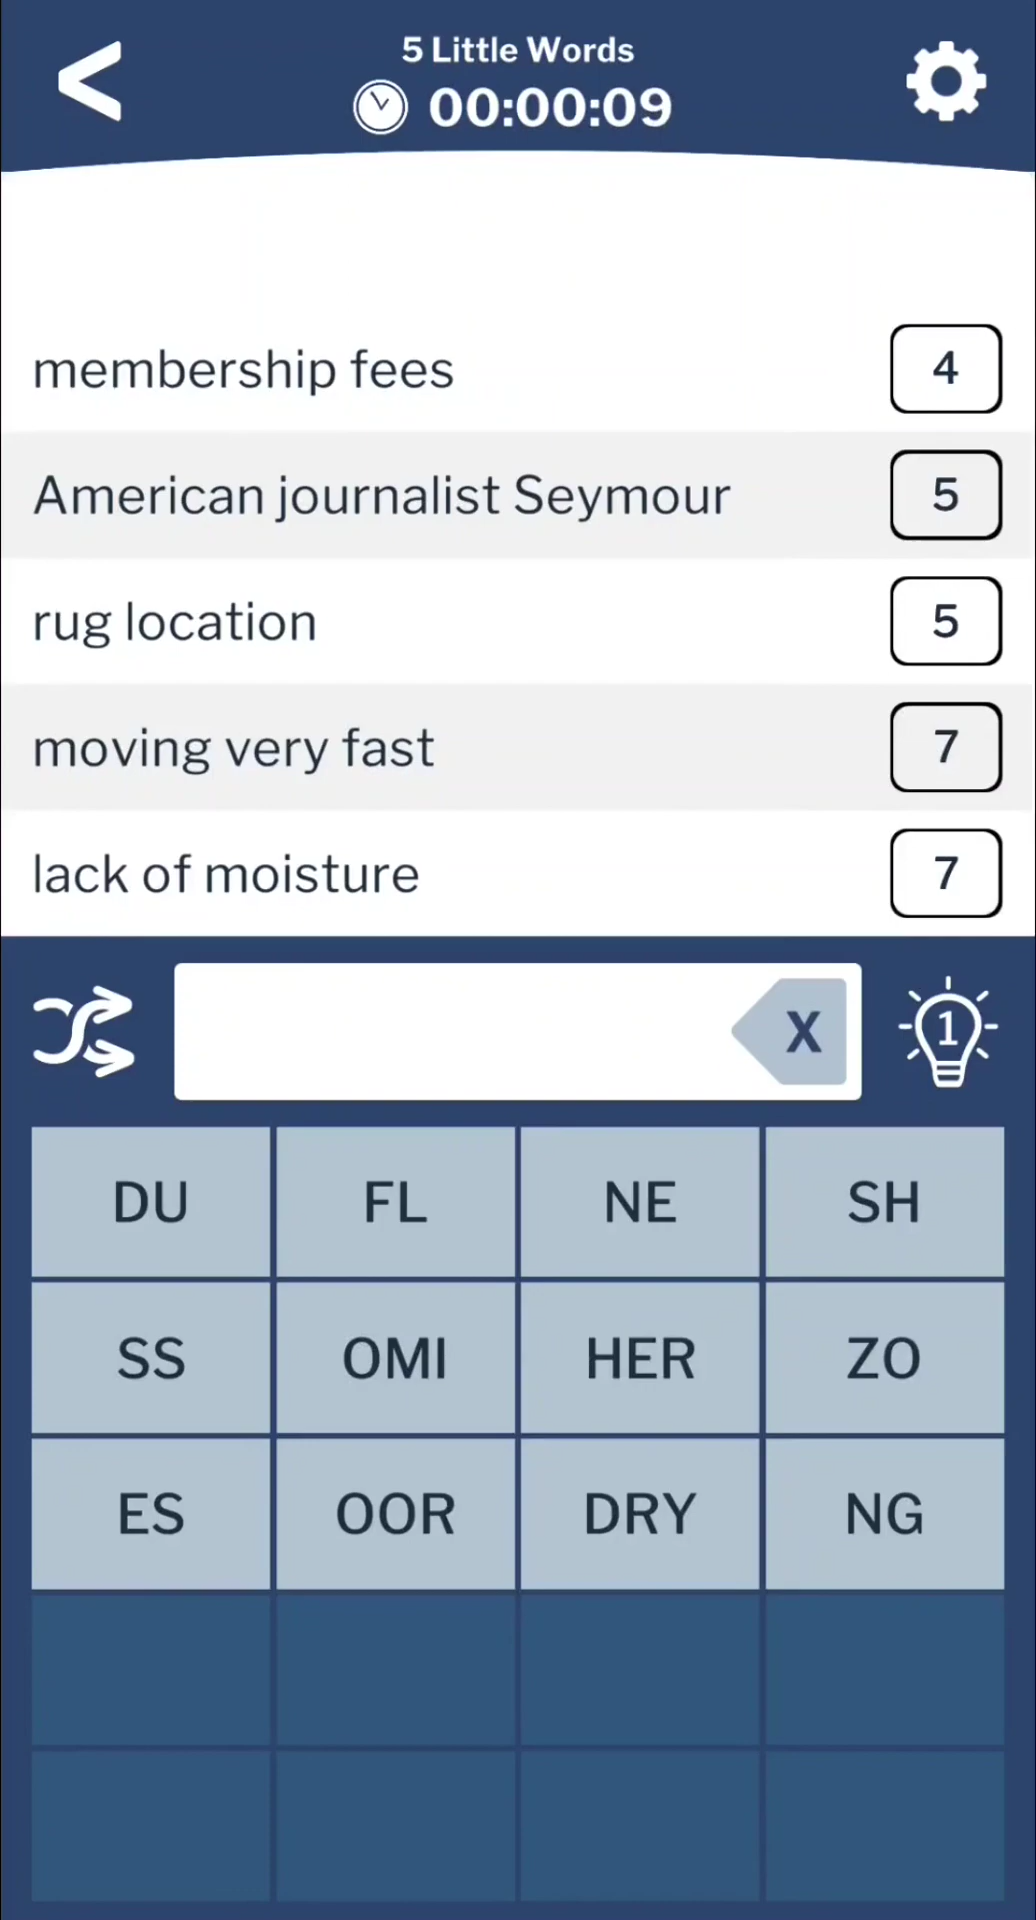 5 Little Words
00:00:09
membership fees 4
American journalist Seymour 5
rug location 5
moving very fast 7
lack of moisture 7
X 1
DU FL NE SH
SS OMI HER ZO
ES OOR DRY NG